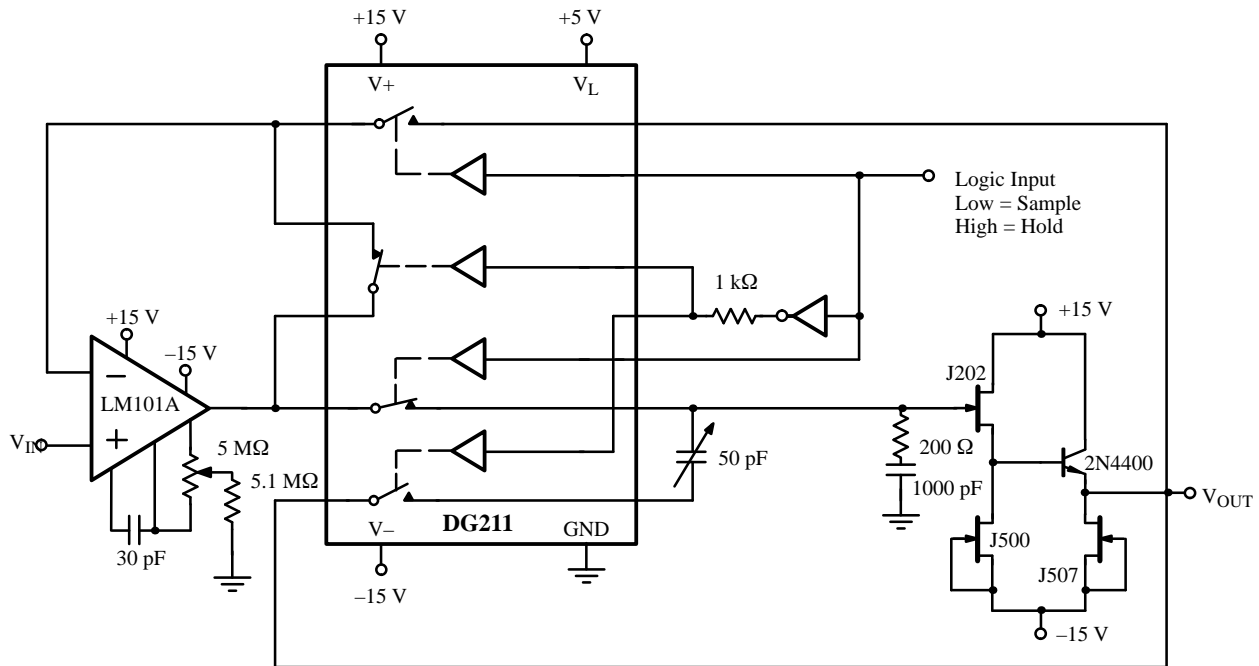 +15 V
+5 V
V+
VL
Logic Input
Low = Sample
High = Hold
1 kΩ
+15 V
+15 V
–15 V
J202
–
LM101A
+
VIN
5 MΩ
5.1 MΩ
50 pF
200 Ω
1000 pF
2N4400
VOUT
30 pF
V–
DG211
GND
J500
J507
–15 V
–15 V